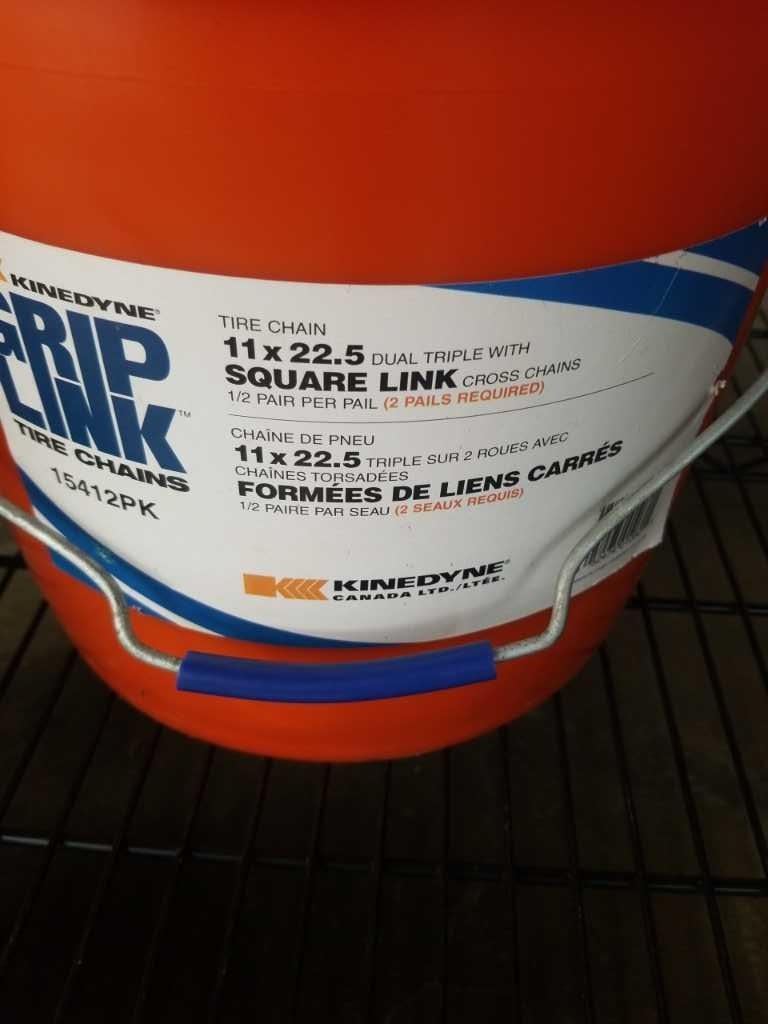 KINEDYNE®
GRIP
LINK™
TIRE CHAINS
15412PK
TIRE CHAIN
11 x 22.5 DUAL TRIPLE WITH
SQUARE LINK CROSS CHAINS
1/2 PAIR PER PAIL (2 PAILS REQUIRED)
CHAÎNE DE PNEU
11 x 22.5 TRIPLE SUR 2 ROUES AVEC
CHAÎNES TORSADÉES
FORMÉES DE LIENS CARRÉS
1/2 PAIRE PAR SEAU (2 SEAUX REQUIS)
KINEDYNE®
CANADA LTD./LTÉE.